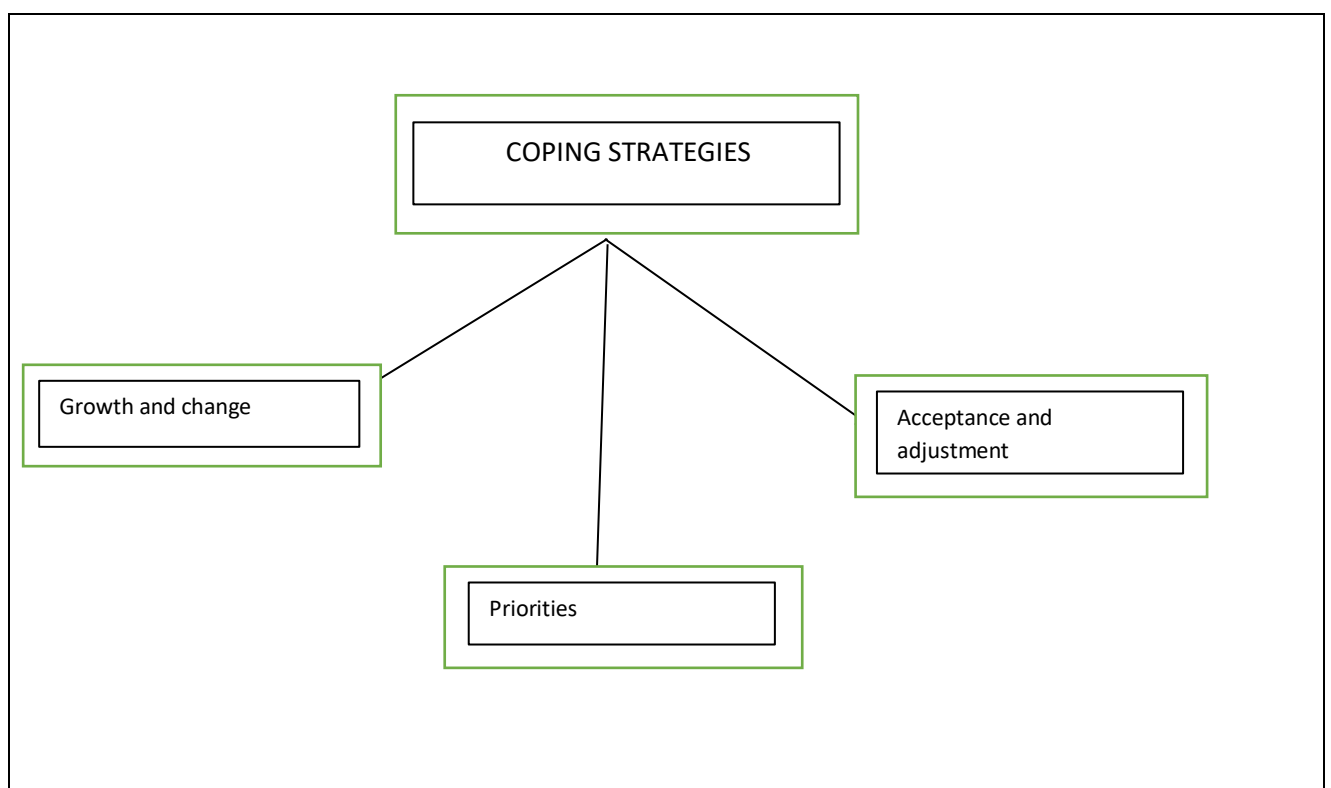 COPING STRATEGIES
Growth and change
Acceptance and
adjustment
Priorities